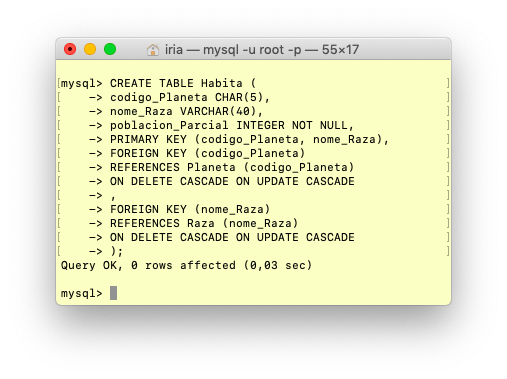 iria — mysql -u root -p — 55×17
mysql> CREATE TABLE Habita (
    -> codigo_Planeta CHAR(5),
    -> nome_Raza VARCHAR(40),
    -> poblacion_Parcial INTEGER NOT NULL,
    -> PRIMARY KEY (codigo_Planeta, nome_Raza),
    -> FOREIGN KEY (codigo_Planeta)
    -> REFERENCES Planeta (codigo_Planeta)
    -> ON DELETE CASCADE ON UPDATE CASCADE
    -> ,
    -> FOREIGN KEY (nome_Raza)
    -> REFERENCES Raza (nome_Raza)
    -> ON DELETE CASCADE ON UPDATE CASCADE
    -> );
Query OK, 0 rows affected (0,03 sec)
mysql>